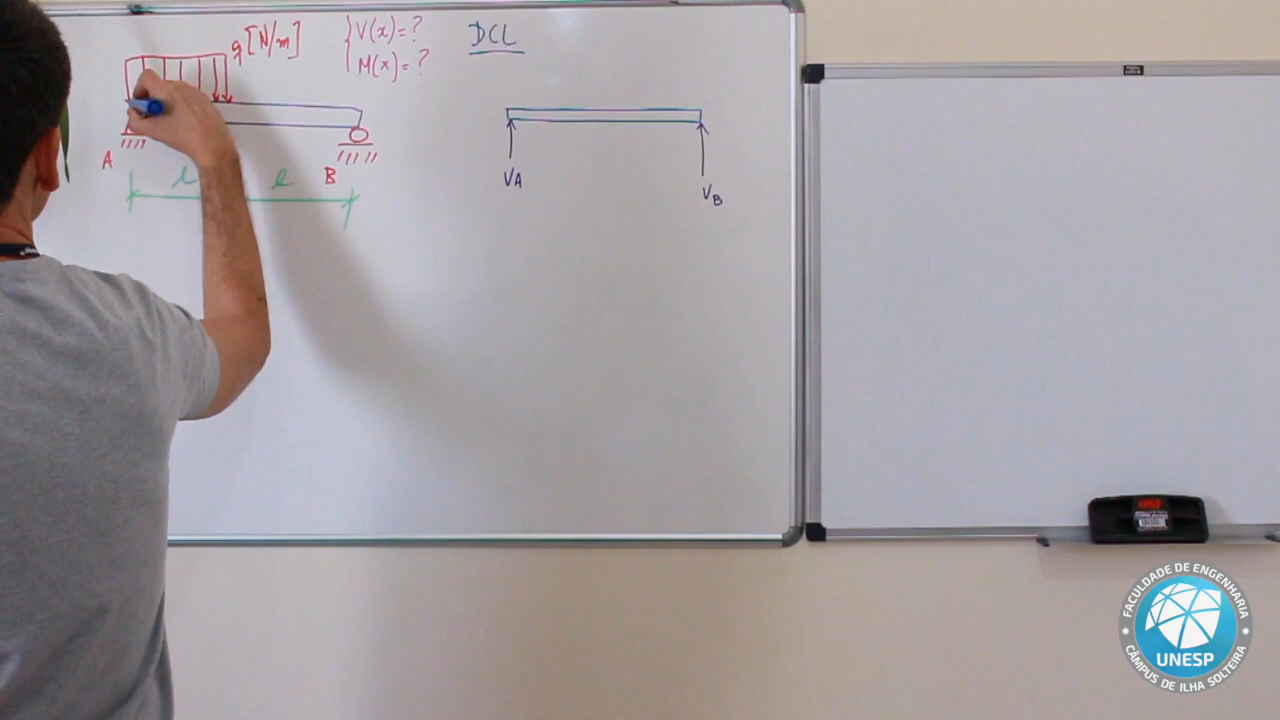 q [N/m]
V(x) = ?
M(x) = ?
DCL
A
B
l
l
VA
VB
FACULDADE DE ENGENHARIA
UNESP
CÂMPUS DE ILHA SOLTEIRA